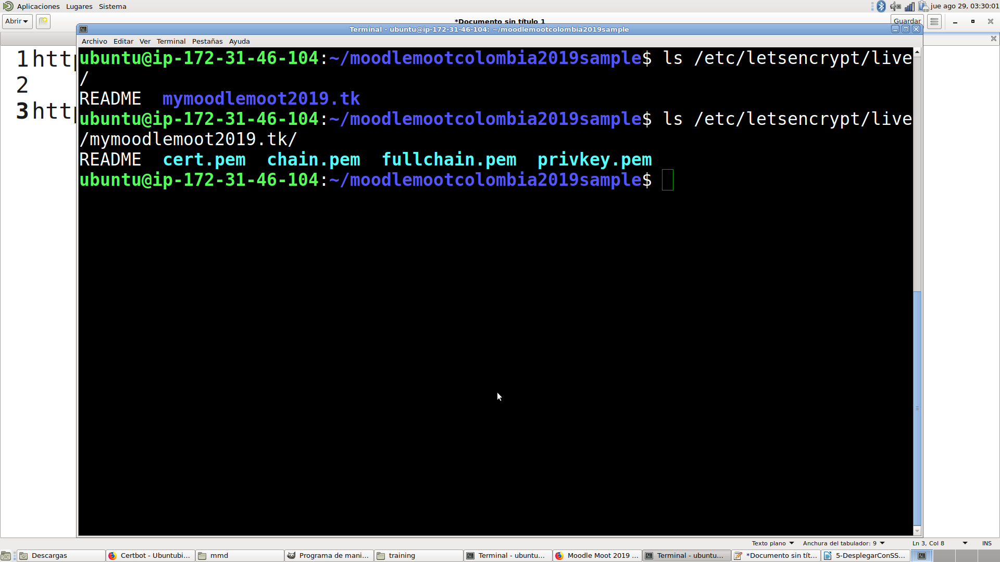 Aplicaciones Lugares Sistema
jue ago 29, 03:30:01
Abrir
*Documento sin título 1
Guardar
Terminal - ubuntu@ip-172-31-46-104: ~/moodlemootcolombia2019sample
Archivo Editar Ver Terminal Pestañas Ayuda
1
2
3
ubuntu@ip-172-31-46-104:~/moodlemootcolombia2019sample$ ls /etc/letsencrypt/live
/
README mymoodlemoot2019.tk
ubuntu@ip-172-31-46-104:~/moodlemootcolombia2019sample$ ls /etc/letsencrypt/live
/mymoodlemoot2019.tk/
README cert.pem chain.pem fullchain.pem privkey.pem
ubuntu@ip-172-31-46-104:~/moodlemootcolombia2019sample$
Texto plano Anchura del tabulador: 9 Ln 3, Col 8 INS
Descargas Certbot - Ubuntubi... mmd Programa de mani... training Terminal - ubuntu... Moodle Moot 2019 ... Terminal - ubuntu... *Documento sin tít... 5-DesplegarConSS...